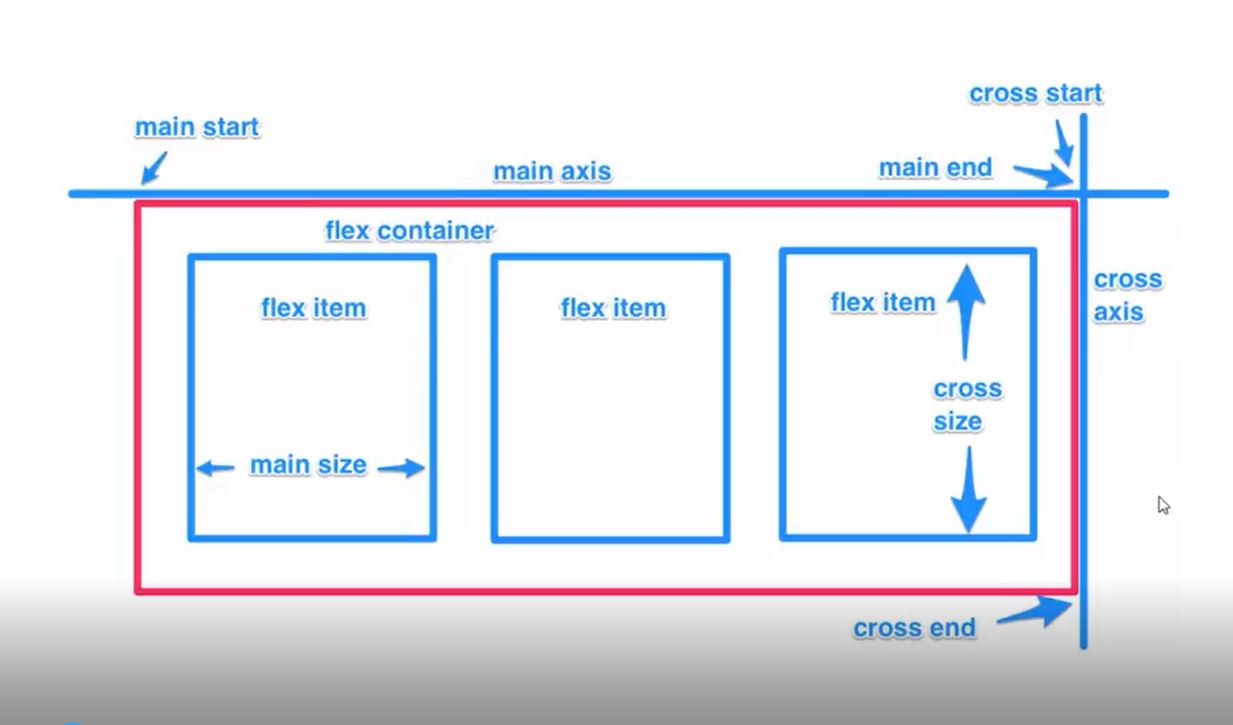 cross start
main start
main axis
main end
flex container
flex item
flex item
flex item
cross
axis
cross
size
main size
cross end